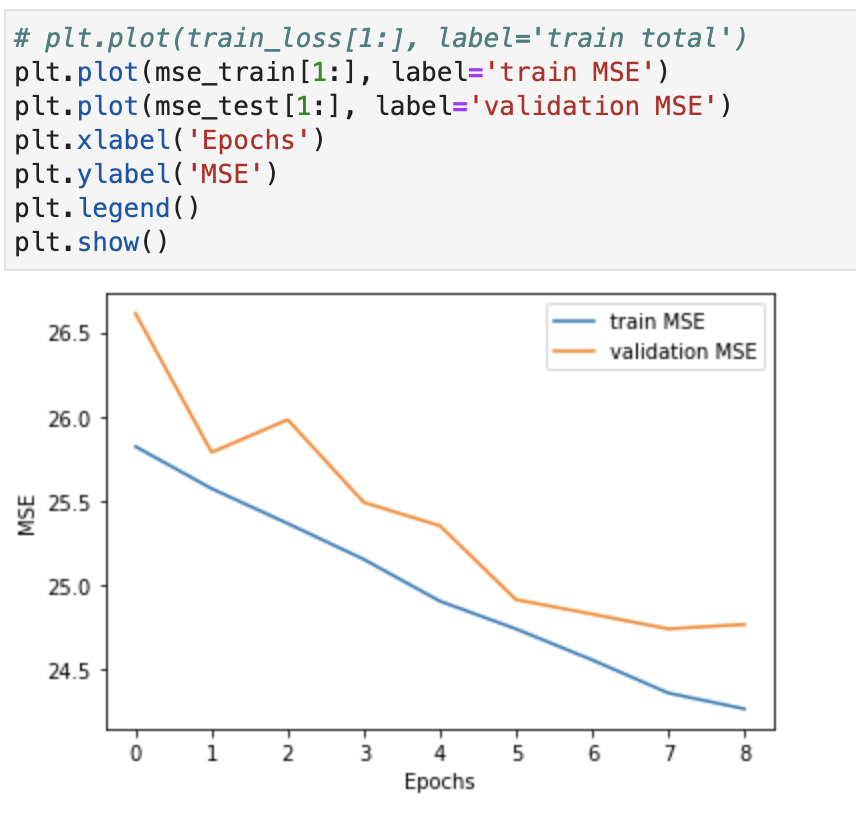 # plt.plot(train_loss[1:], label='train total')
plt.plot(mse_train[1:], label='train MSE')
plt.plot(mse_test[1:], label='validation MSE')
plt.xlabel('Epochs')
plt.ylabel('MSE')
plt.legend()
plt.show()
train MSE
validation MSE
26.5
26.0
25.5
25.0
24.5
MSE
0 1 2 3 4 5 6 7 8
Epochs